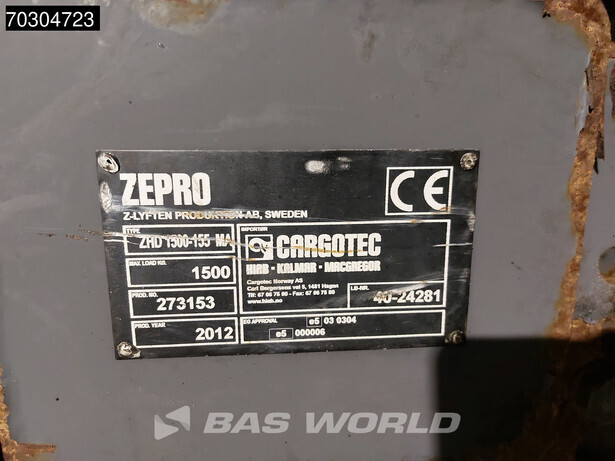 70304723
ZEPRO
CE
Z-LYFTEN PRODUKTION AB, SWEDEN
TYPE
ZHD 1500-155 MA
MAX LOAD KG.
1500
PROD. NO.
273153
PROD. YEAR
2012
IMPORTØR
CARGOTEC
HIAB · KALMAR · MACGREGOR
Cargotec Norway AS
Carl Bergersens vei 5, 1481 Hagan
Tlf 67 06 75 80 - Fax: 67 06 75 90
www.hiab.no
LB-NR.
40-24281
EG APPROVAL
e5 03 0304
e5 000006
BAS WORLD